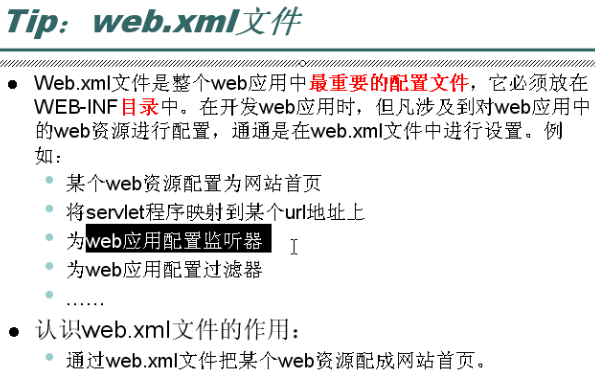 Tip：web.xml文件
Web.xml文件是整个web应用中最重要的配置文件，它必须放在
WEB-INF目录中。在开发web应用时，但凡涉及到对web应用中
的web资源进行配置，通通是在web.xml文件中进行设置。例
如：
某个web资源配置为网站首页
将servlet程序映射到某个url地址上
为web应用配置监听器
为web应用配置过滤器
……
认识web.xml文件的作用：
通过web.xml文件把某个web资源配成网站首页。